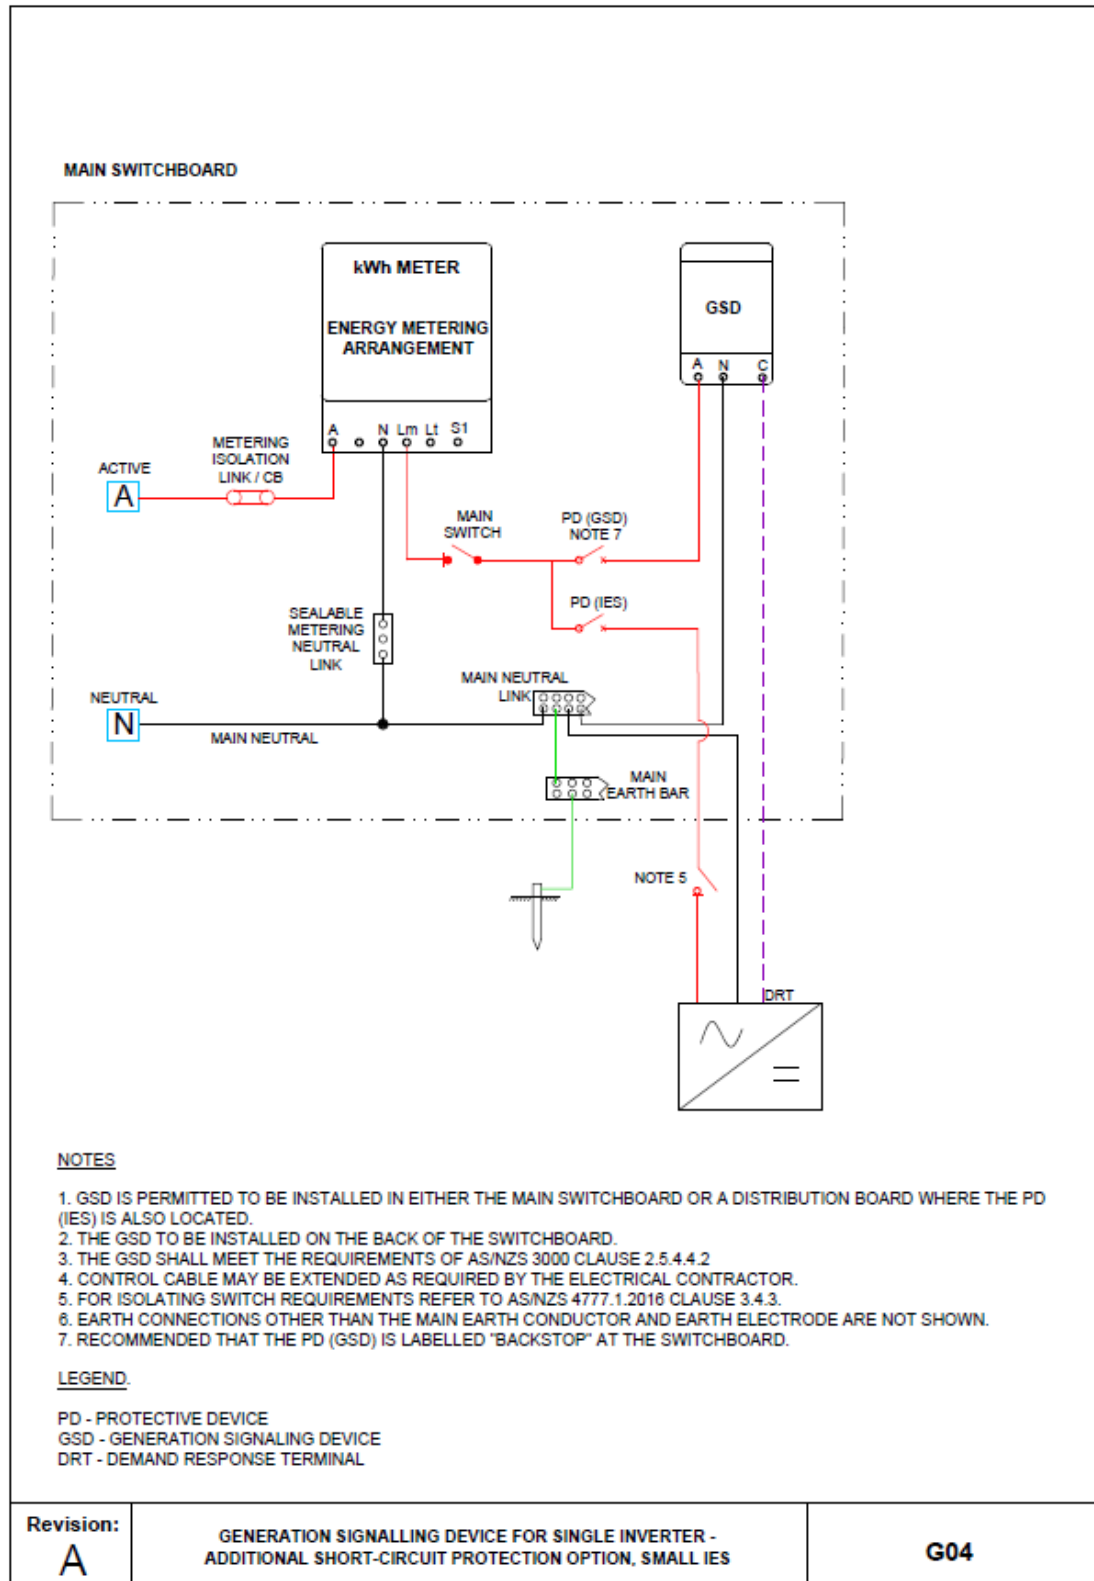 MAIN SWITCHBOARD
kWh METER
ENERGY METERING
ARRANGEMENT
A N Lm Lt S1
GSD
A N C
METERING
ISOLATION
LINK / CB
ACTIVE
A
MAIN
SWITCH
PD (GSD)
NOTE 7
PD (IES)
SEALABLE
METERING
NEUTRAL
LINK
MAIN NEUTRAL
LINK
NEUTRAL
N
MAIN NEUTRAL
MAIN
EARTH BAR
NOTE 5
DRT
NOTES
1. GSD IS PERMITTED TO BE INSTALLED IN EITHER THE MAIN SWITCHBOARD OR A DISTRIBUTION BOARD WHERE THE PD
(IES) IS ALSO LOCATED.
2. THE GSD TO BE INSTALLED ON THE BACK OF THE SWITCHBOARD.
3. THE GSD SHALL MEET THE REQUIREMENTS OF AS/NZS 3000 CLAUSE 2.5.4.4.2
4. CONTROL CABLE MAY BE EXTENDED AS REQUIRED BY THE ELECTRICAL CONTRACTOR.
5. FOR ISOLATING SWITCH REQUIREMENTS REFER TO AS/NZS 4777.1.2016 CLAUSE 3.4.3.
6. EARTH CONNECTIONS OTHER THAN THE MAIN EARTH CONDUCTOR AND EARTH ELECTRODE ARE NOT SHOWN.
7. RECOMMENDED THAT THE PD (GSD) IS LABELLED "BACKSTOP" AT THE SWITCHBOARD.
LEGEND.
PD - PROTECTIVE DEVICE
GSD - GENERATION SIGNALING DEVICE
DRT - DEMAND RESPONSE TERMINAL
Revision:
A
GENERATION SIGNALLING DEVICE FOR SINGLE INVERTER -
ADDITIONAL SHORT-CIRCUIT PROTECTION OPTION, SMALL IES
G04